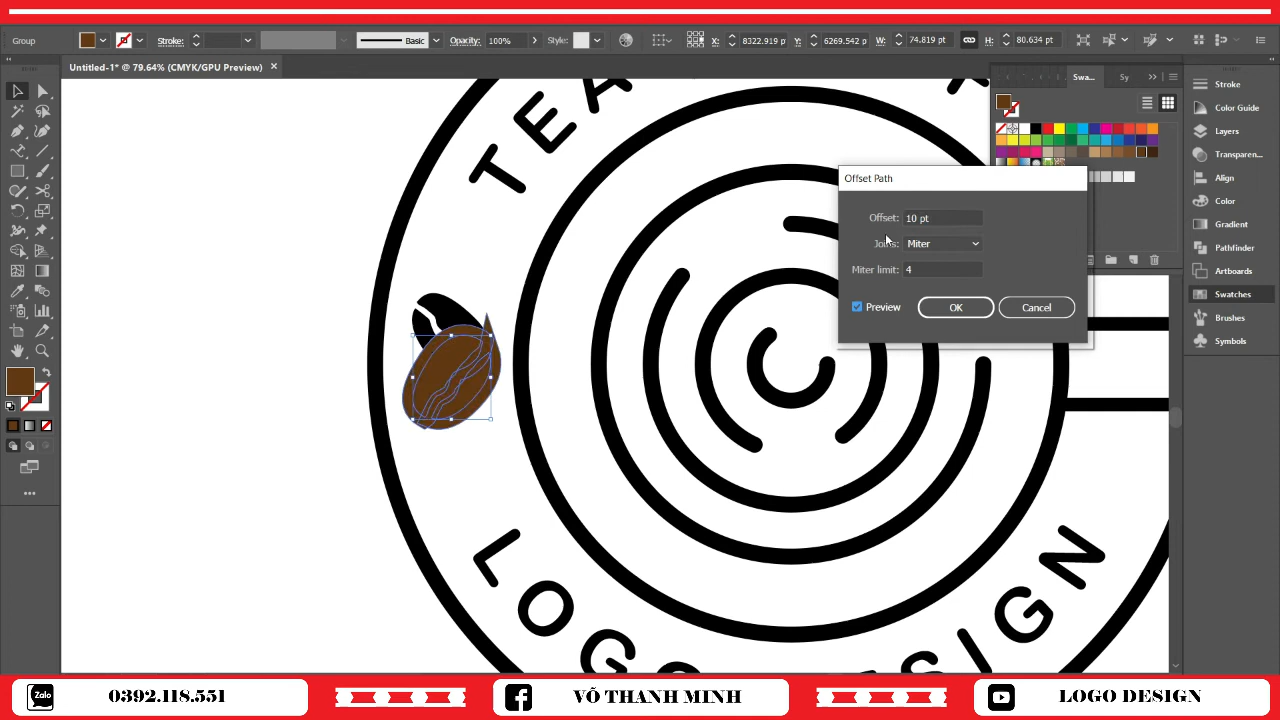 Group
Stroke:
Basic
Opacity: 100%
Style:
X: 8322.919 pt
Y: 6269.542 p
W: 74.819 pt
H: 80.634 pt
Untitled-1* @ 79.64% (CMYK/GPU Preview)
Swa...
Sy
Stroke
Color Guide
Layers
Transparen...
Align
Color
Gradient
Pathfinder
Artboards
Swatches
Brushes
Symbols
Offset Path
Offset: 10 pt
Joins: Miter
Miter limit: 4
Preview
OK
Cancel
TEA
LOGO DESIGN
Zalo
0392.118.551
VÕ THANH MINH
LOGO DESIGN